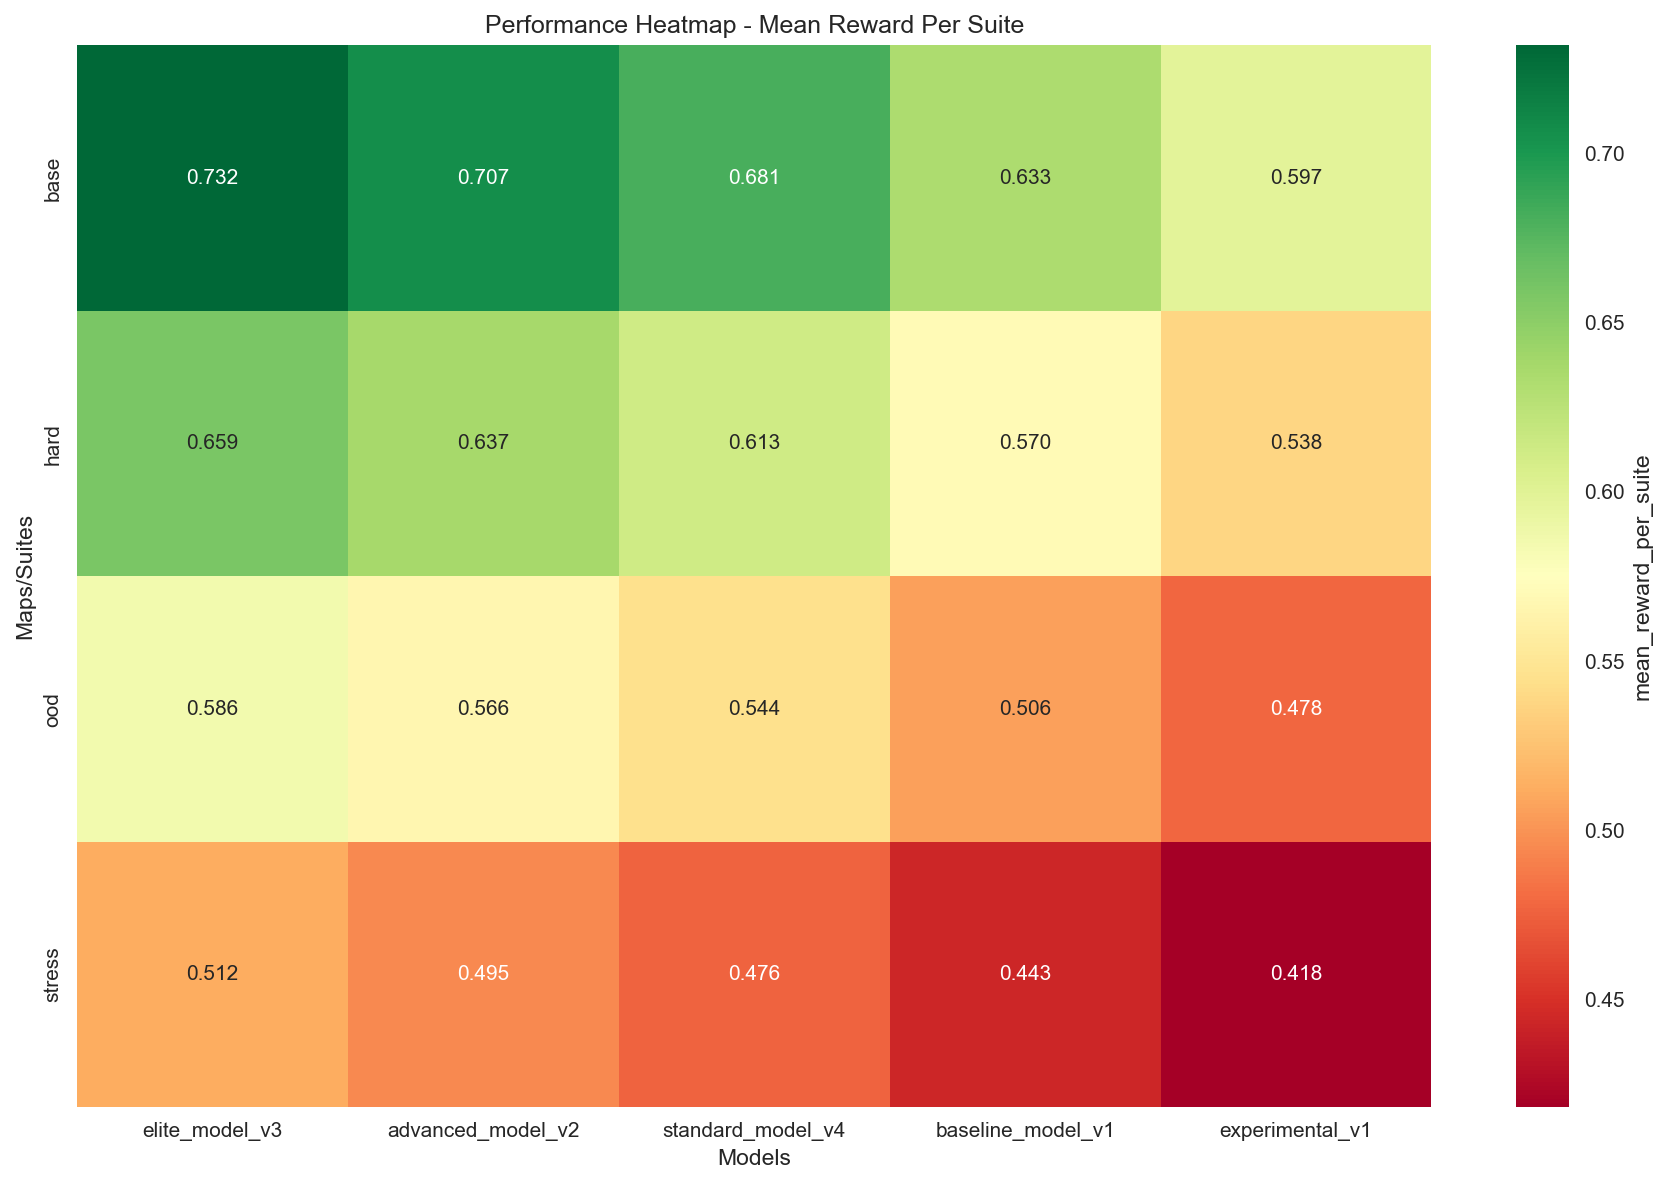 Performance Heatmap - Mean Reward Per Suite
Maps/Suites
base
0.732 0.707 0.681 0.633 0.597
hard
0.659 0.637 0.613 0.570 0.538
ood
0.586 0.566 0.544 0.506 0.478
stress
0.512 0.495 0.476 0.443 0.418
elite_model_v3 advanced_model_v2 standard_model_v4 baseline_model_v1 experimental_v1
Models
0.70
0.65
0.60
0.55
0.50
0.45
mean_reward_per_suite